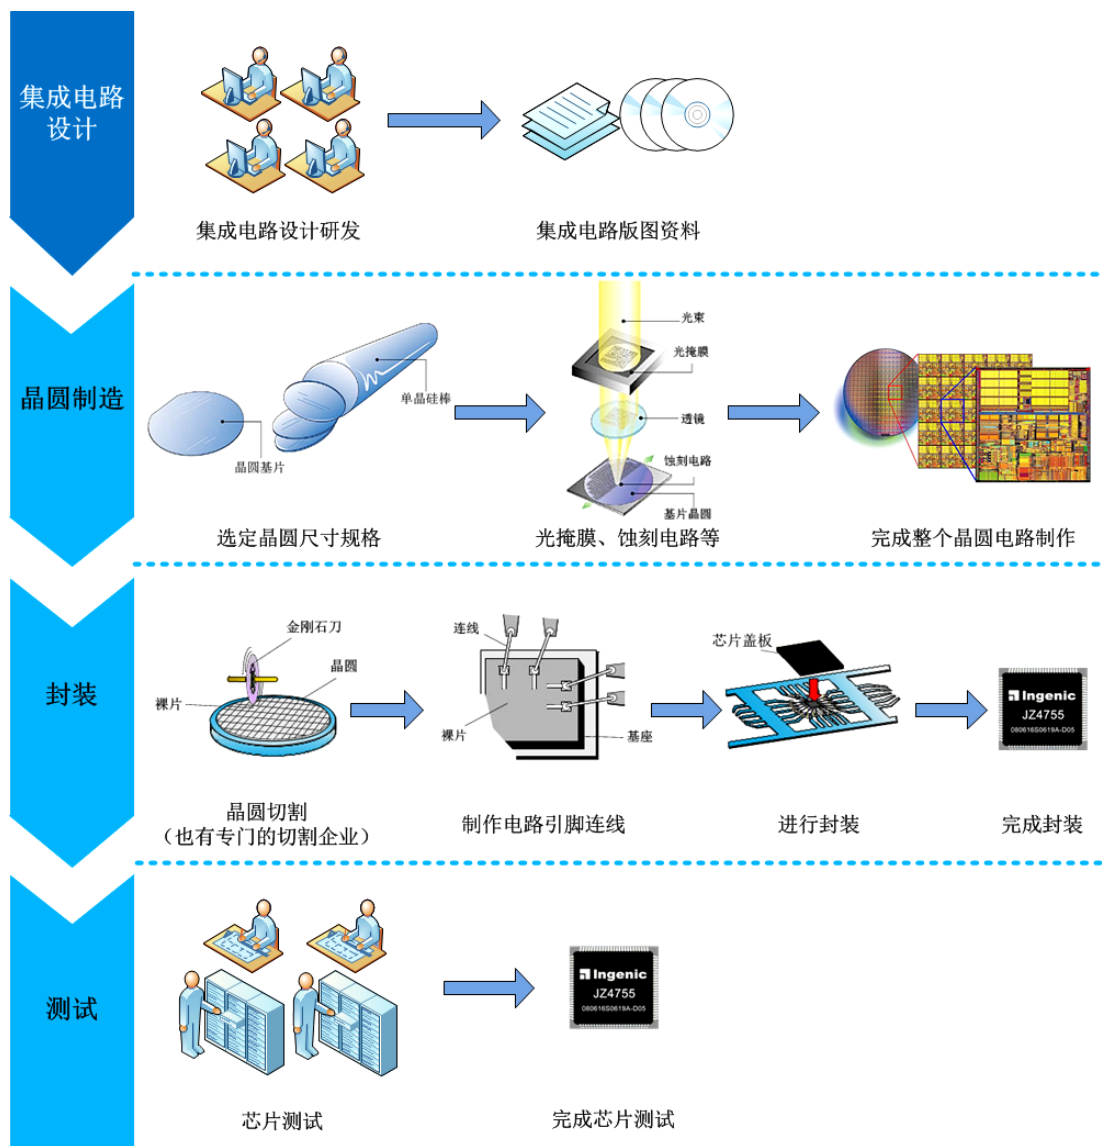 集成电路
设计
集成电路设计研发
集成电路版图资料
晶圆制造
单晶硅棒
晶圆基片
选定晶圆尺寸规格
光束
光掩膜
透镜
蚀刻电路
基片晶圆
光掩膜、蚀刻电路等
完成整个晶圆电路制作
封装
金刚石刀
晶圆
裸片
晶圆切割
（也有专门的切割企业）
连线
裸片
基座
制作电路引脚连线
芯片盖板
进行封装
Ingenic
JZ4755
080616S0619A-D05
完成封装
测试
芯片测试
Ingenic
JZ4755
080616S0619A-D05
完成芯片测试